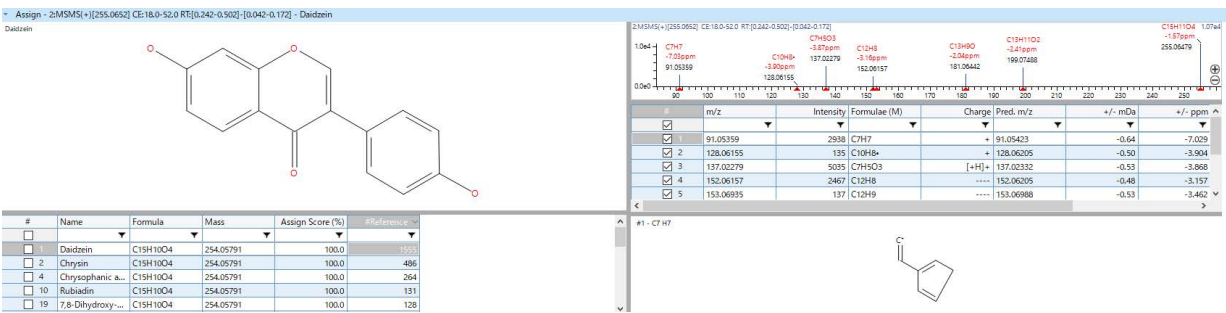 Assign - 2:MSMS(+)[255.0652] CE:18.0-52.0 RT:[0.242-0.502]-[0.042-0.172] - Daidzein
Daidzein
O
O
O
O
# Name Formula Mass Assign Score (%) #Reference
1 Daidzein C15H10O4 254.05791 100.0 1555
2 Chrysin C15H10O4 254.05791 100.0 486
4 Chrysophanic a... C15H10O4 254.05791 100.0 264
10 Rubiadin C15H10O4 254.05791 100.0 131
19 7,8-Dihydroxy-... C15H10O4 254.05791 100.0 128
2:MSMS(+)[255.0652] CE:18.0-52.0 RT:[0.242-0.502]-[0.042-0.172]
C15H11O4 1.07e4
-1.57ppm
255.06479
1.0e4
0.0e0
C7H7
-7.03ppm
91.05359
C10H8•
-3.90ppm
128.06155
C7H5O3
-3.87ppm
137.02279
C12H8
-3.16ppm
152.06157
C13H9O
-2.04ppm
181.06442
C13H11O2
-2.41ppm
199.07488
90 100 110 120 130 140 150 160 170 180 190 200 210 220 230 240 250
# m/z Intensity Formulae (M) Charge Pred. m/z +/- mDa +/- ppm
1 91.05359 2938 C7H7 + 91.05423 -0.64 -7.029
2 128.06155 135 C10H8• + 128.06205 -0.50 -3.904
3 137.02279 5035 C7H5O3 [+H]+ 137.02332 -0.53 -3.868
4 152.06157 2467 C12H8 ---- 152.06205 -0.48 -3.157
5 153.06935 137 C12H9 ---- 153.06988 -0.53 -3.462
#1 - C7 H7